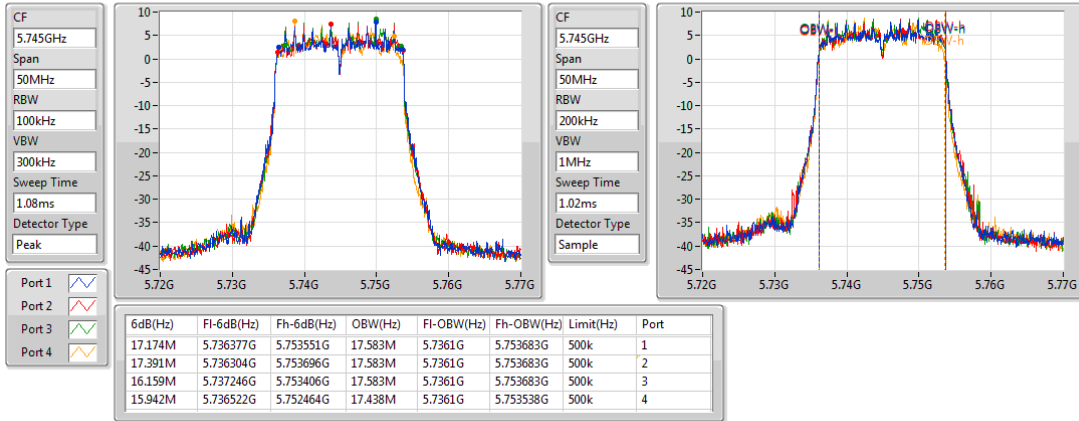 CF
5.745GHz
Span
50MHz
RBW
100kHz
VBW
300kHz
Sweep Time
1.08ms
Detector Type
Peak
10
5
0
-5
-10
-15
-20
-25
-30
-35
-40
-45
5.72G 5.73G 5.74G 5.75G 5.76G 5.77G
CF
5.745GHz
Span
50MHz
RBW
200kHz
VBW
1MHz
Sweep Time
1.02ms
Detector Type
Sample
10
5
0
-5
-10
-15
-20
-25
-30
-35
-40
-45
OBW-h
5.72G 5.73G 5.74G 5.75G 5.76G 5.77G
Port 1
Port 2
Port 3
Port 4
6dB(Hz) Fl-6dB(Hz) Fh-6dB(Hz) OBW(Hz) Fl-OBW(Hz) Fh-OBW(Hz) Limit(Hz) Port
17.174M 5.736377G 5.753551G 17.583M 5.7361G 5.753683G 500k 1
17.391M 5.736304G 5.753696G 17.583M 5.7361G 5.753683G 500k 2
16.159M 5.737246G 5.753406G 17.583M 5.7361G 5.753683G 500k 3
15.942M 5.736522G 5.752464G 17.438M 5.7361G 5.753538G 500k 4